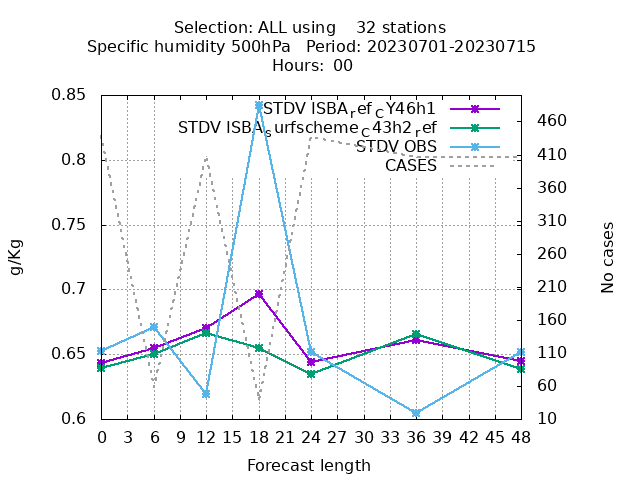 Selection: ALL using    32 stations
Specific humidity 500hPa   Period: 20230701-20230715
Hours:  00
0.85
0.8
0.75
0.7
0.65
0.6
g/Kg
STDV ISBA_ref_CY46h1
STDV ISBA_surfscheme_C43h2_ref
STDV OBS
CASES
460
410
360
310
260
210
160
110
60
10
No cases
0 3 6 9 12 15 18 21 24 27 30 33 36 39 42 45 48
Forecast length